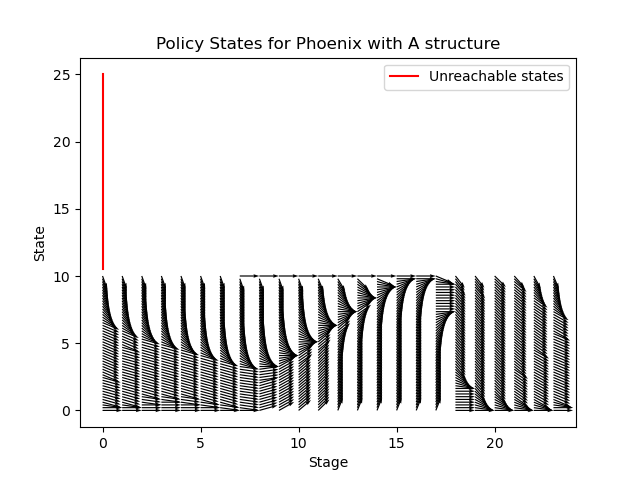 Policy States for Phoenix with A structure
Unreachable states
25
20
15
10
5
0
State
0 5 10 15 20
Stage